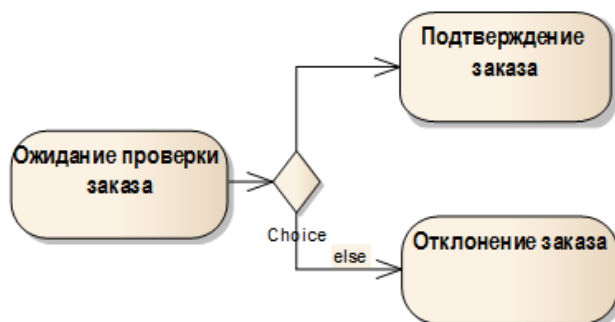 Подтверждение
заказа
Ожидание проверки
заказа
Choice
else
Отклонение заказа